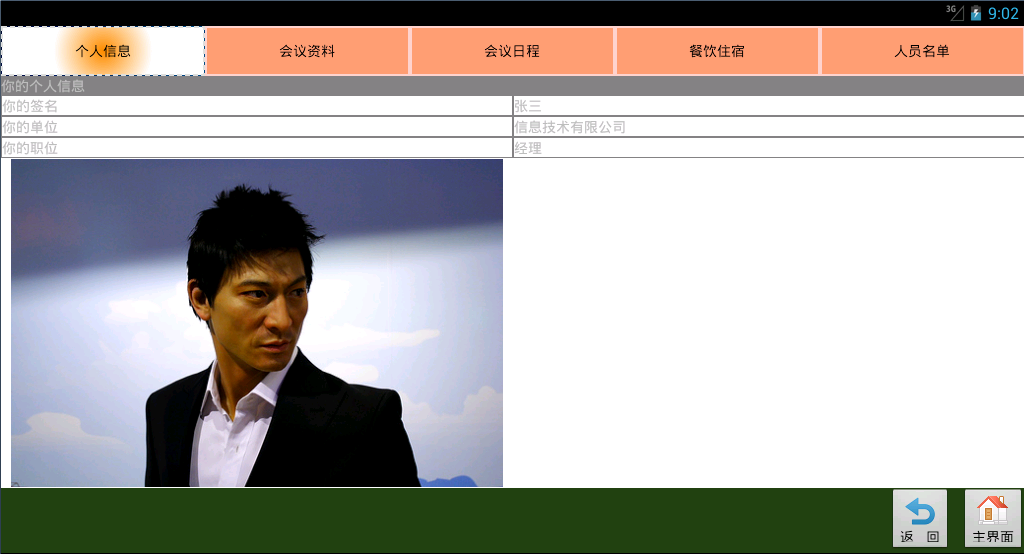 3G 9:02
个人信息 会议资料 会议日程 餐饮住宿 人员名单
你的个人信息
你的签名 张三
你的单位 信息技术有限公司
你的职位 经理
返 回 主界面